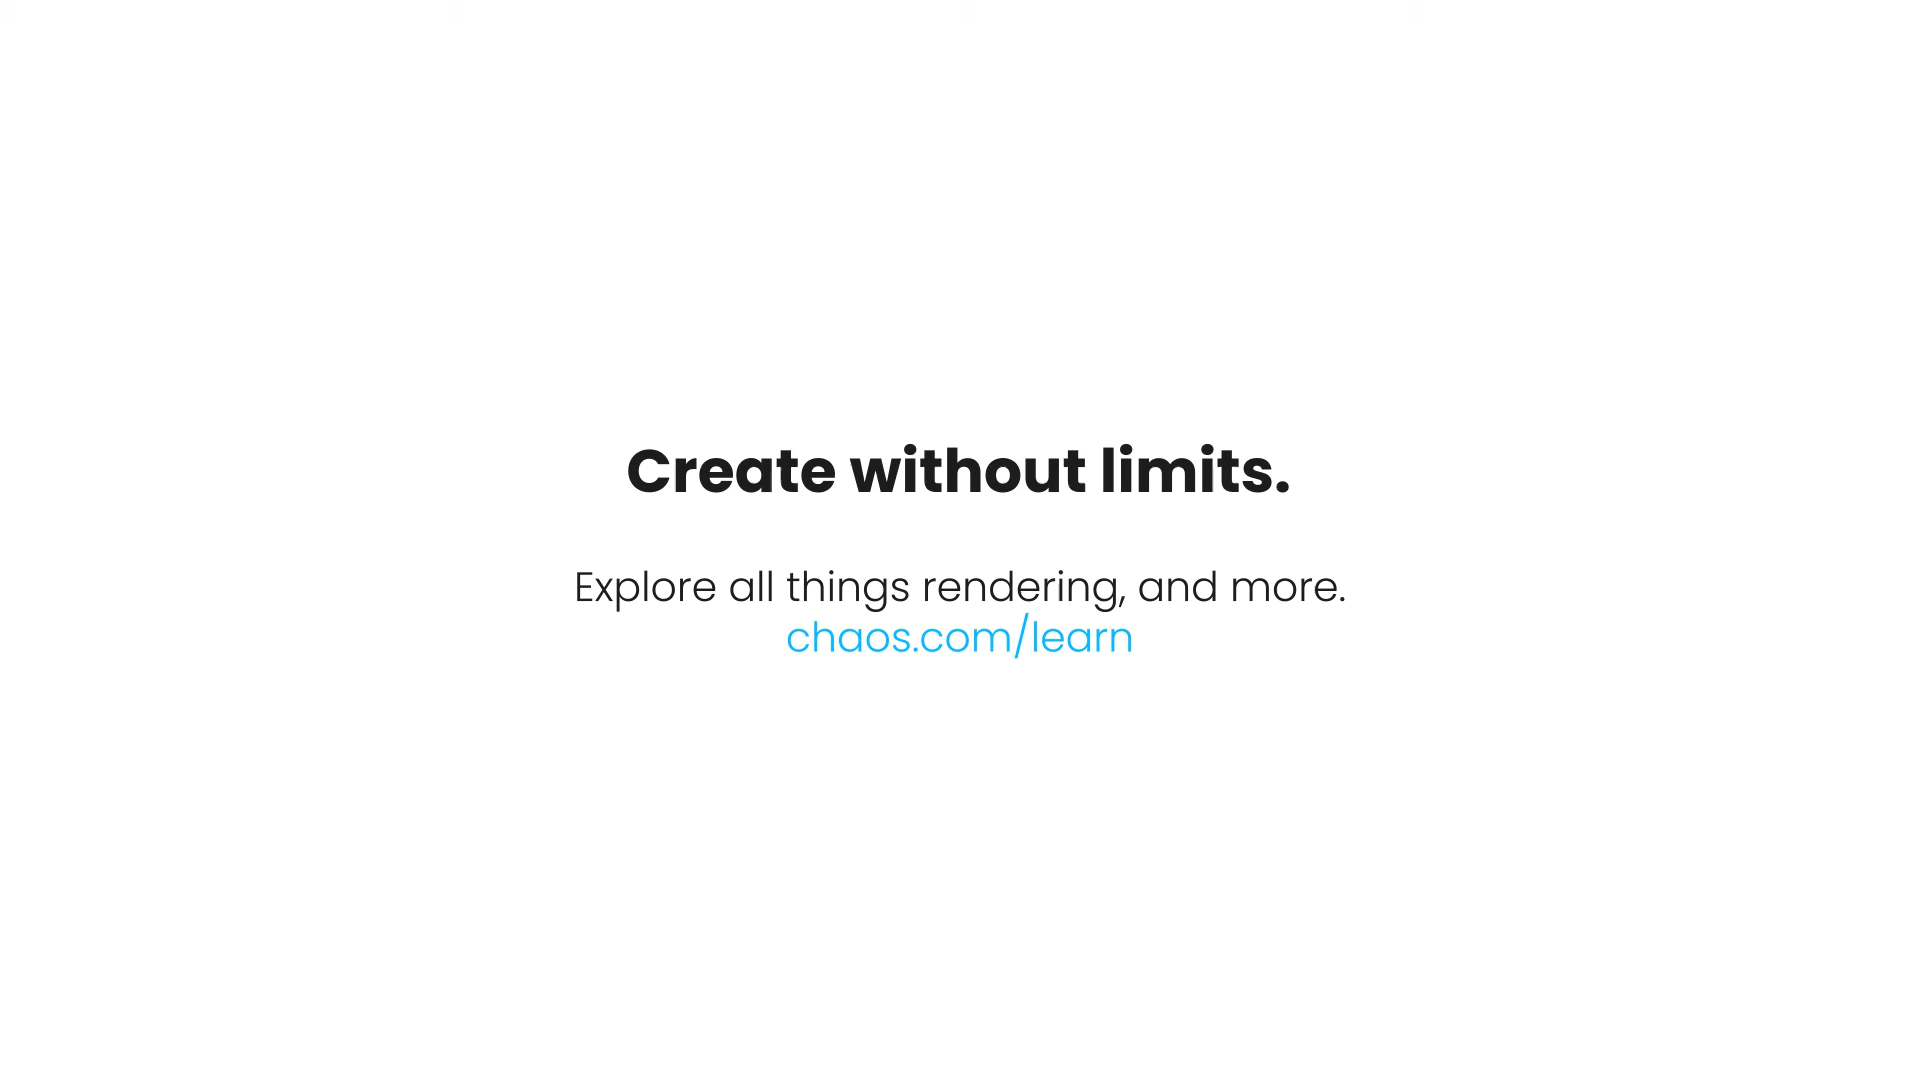 Create without limits.
Explore all things rendering, and more.
chaos.com/learn